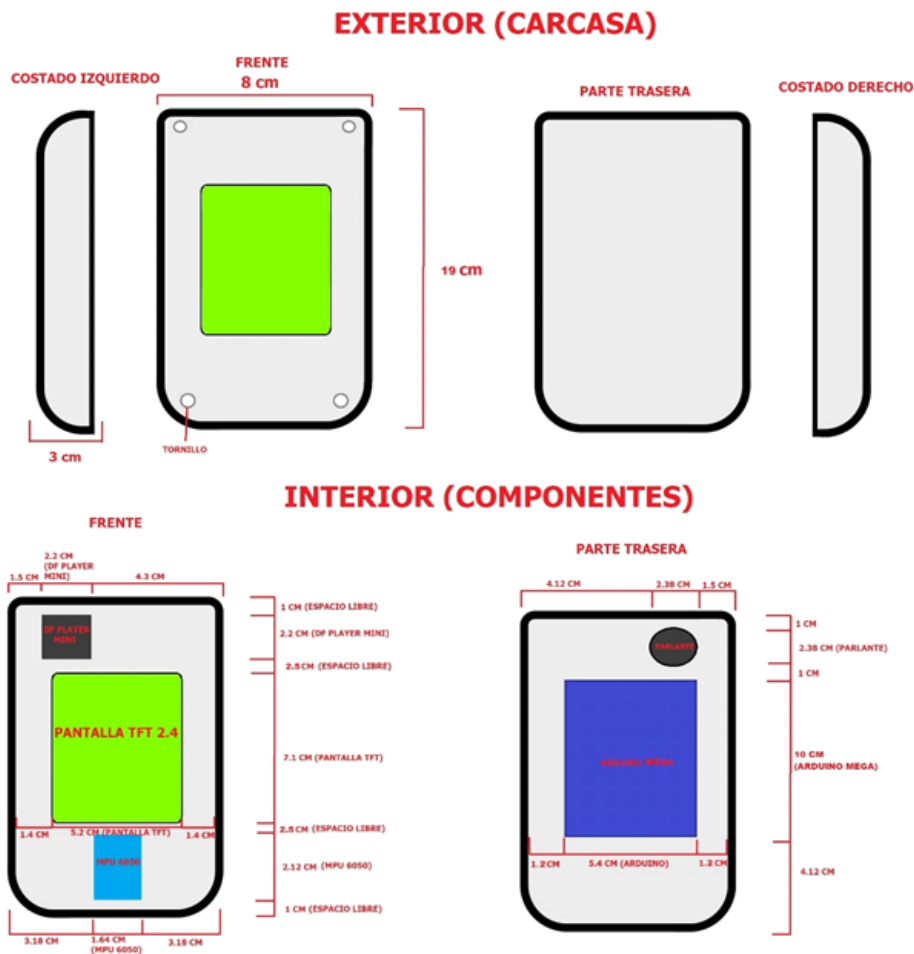 EXTERIOR (CARCASA)
FRENTE
8 cm
COSTADO IZQUIERDO
PARTE TRASERA
COSTADO DERECHO
19 cm
TORNILLO
3 cm
INTERIOR (COMPONENTES)
FRENTE
2.2 CM
(DF PLAYER
MINI)
1.5 CM
4.3 CM
1 CM (ESPACIO LIBRE)
DF PLAYER
MINI
2.2 CM (DF PLAYER MINI)
2.5CM (ESPACIO LIBRE)
PANTALLA TFT 2.4
7.1 CM (PANTALLA TFT)
1.4 CM
5.2 CM (PANTALLA TFT)
1.4 CM
2.5 CM (ESPACIO LIBRE)
MPU 6050
2.12 CM (MPU 6050)
1 CM (ESPACIO LIBRE)
3.18 CM
1.64 CM
(MPU 6050)
3.18 CM
PARTE TRASERA
4.12 CM
2.38 CM
1.5 CM
1 CM
PARLANTE
2.38 CM (PARLANTE)
1 CM
ARDUINO MEGA
10 CM
(ARDUINO MEGA)
1.2 CM
5.4 CM (ARDUINO)
1.2 CM
4.12 CM